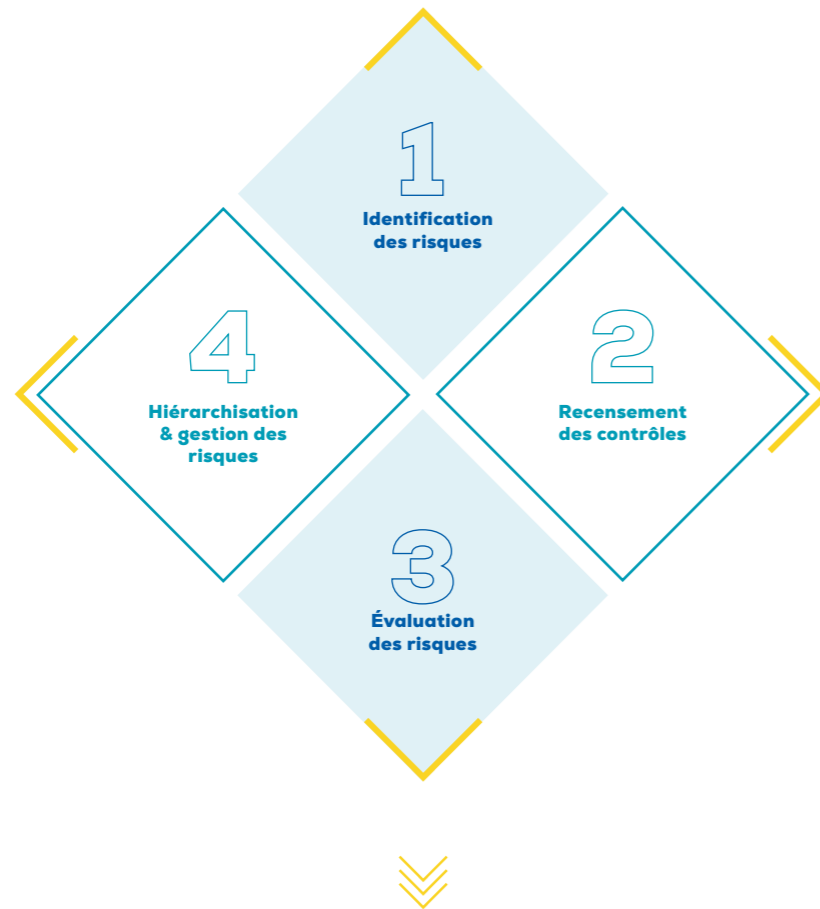 1
Identification
des risques
2
Recensement
des contrôles
3
Évaluation
des risques
4
Hiérarchisation
& gestion des
risques